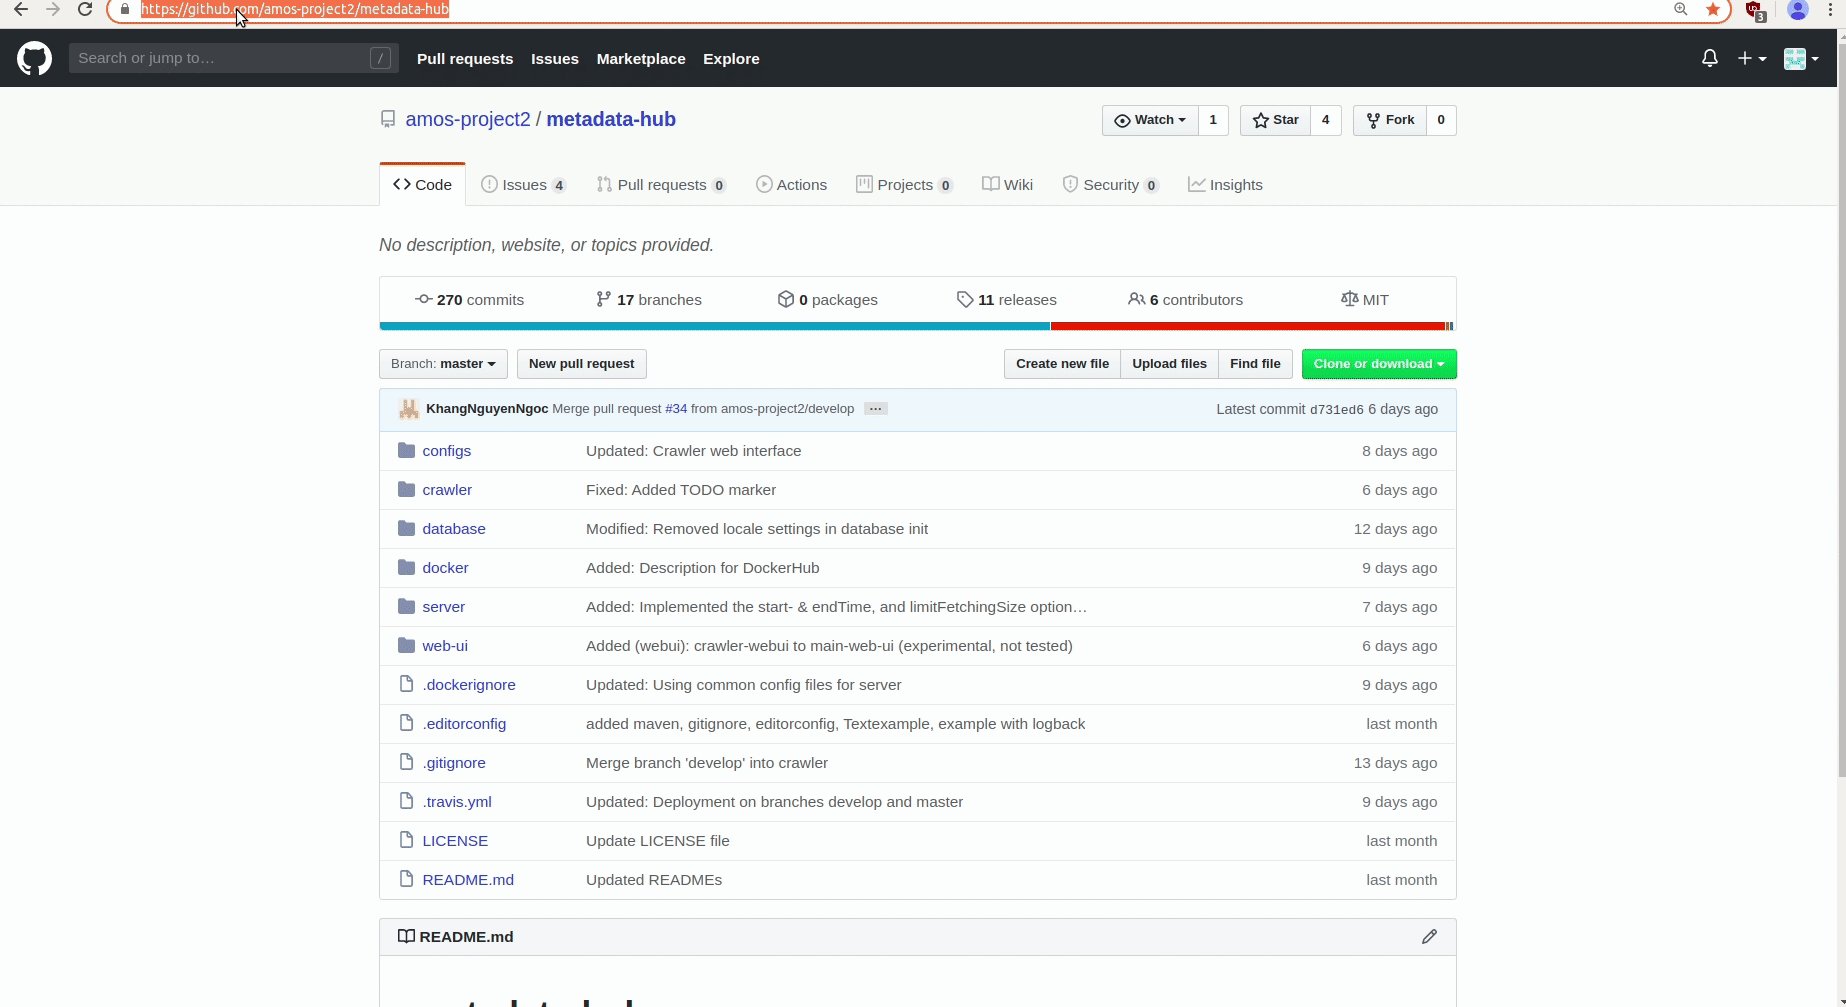 https://github.com/amos-project2/metadata-hub
3
Search or jump to…
/
Pull requests Issues Marketplace Explore
amos-project2 / metadata-hub
Watch 1 Star 4 Fork 0
Code Issues 4 Pull requests 0 Actions Projects 0 Wiki Security 0 Insights
No description, website, or topics provided.
270 commits 17 branches 0 packages 11 releases 6 contributors MIT
Branch: master New pull request Create new file Upload files Find file Clone or download
KhangNguyenNgoc Merge pull request #34 from amos-project2/develop … Latest commit d731ed6 6 days ago
configs Updated: Crawler web interface 8 days ago
crawler Fixed: Added TODO marker 6 days ago
database Modified: Removed locale settings in database init 12 days ago
docker Added: Description for DockerHub 9 days ago
server Added: Implemented the start- & endTime, and limitFetchingSize option… 7 days ago
web-ui Added (webui): crawler-webui to main-web-ui (experimental, not tested) 6 days ago
.dockerignore Updated: Using common config files for server 9 days ago
.editorconfig added maven, gitignore, editorconfig, Textexample, example with logback last month
.gitignore Merge branch 'develop' into crawler 13 days ago
.travis.yml Updated: Deployment on branches develop and master 9 days ago
LICENSE Update LICENSE file last month
README.md Updated READMEs last month
README.md